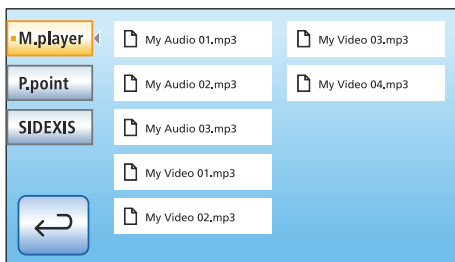 M.player
P.point
SIDEXIS
My Audio 01.mp3
My Audio 02.mp3
My Audio 03.mp3
My Video 01.mp3
My Video 02.mp3
My Video 03.mp3
My Video 04.mp3